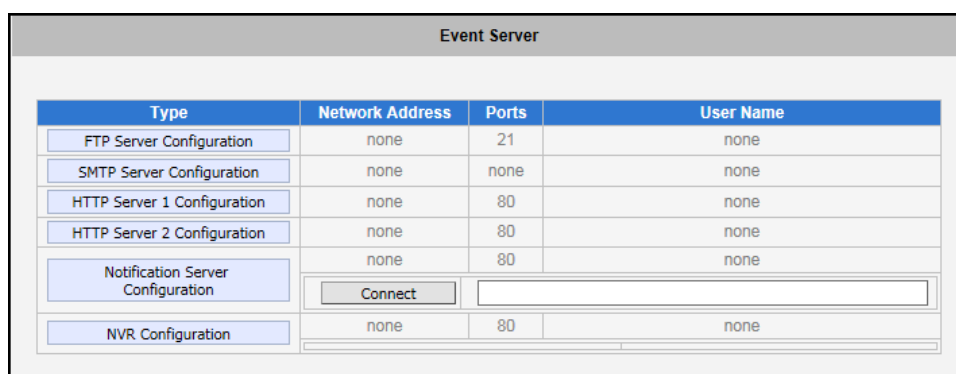 Event Server
Type Network Address Ports User Name
FTP Server Configuration none 21 none
SMTP Server Configuration none none none
HTTP Server 1 Configuration none 80 none
HTTP Server 2 Configuration none 80 none
Notification Server
Configuration
none 80 none
Connect
NVR Configuration none 80 none